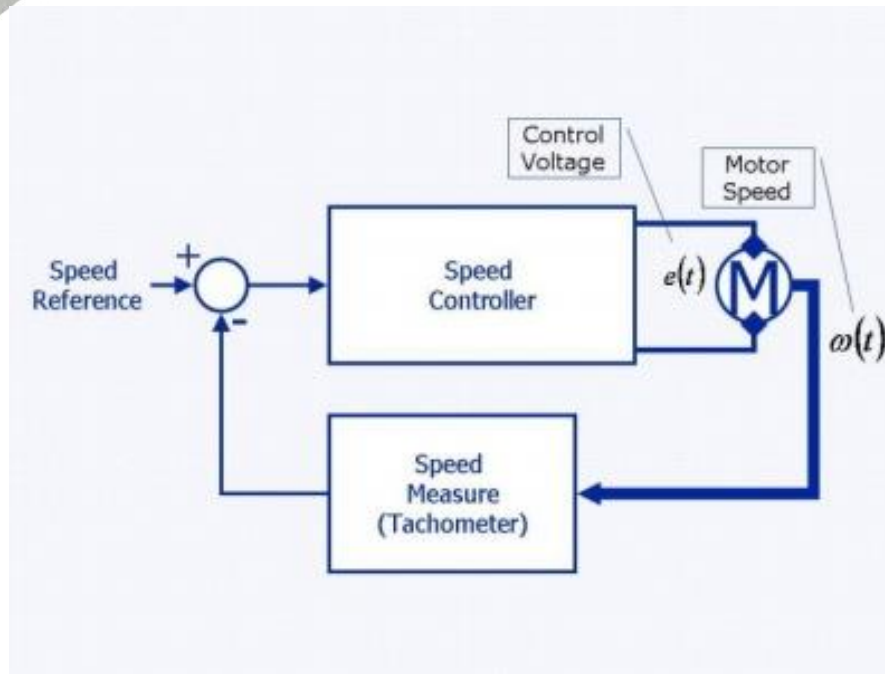 Control
Voltage
Motor
Speed
+
Speed
Reference
-
Speed
Controller
e(t)
M
ω(t)
Speed
Measure
(Tachometer)